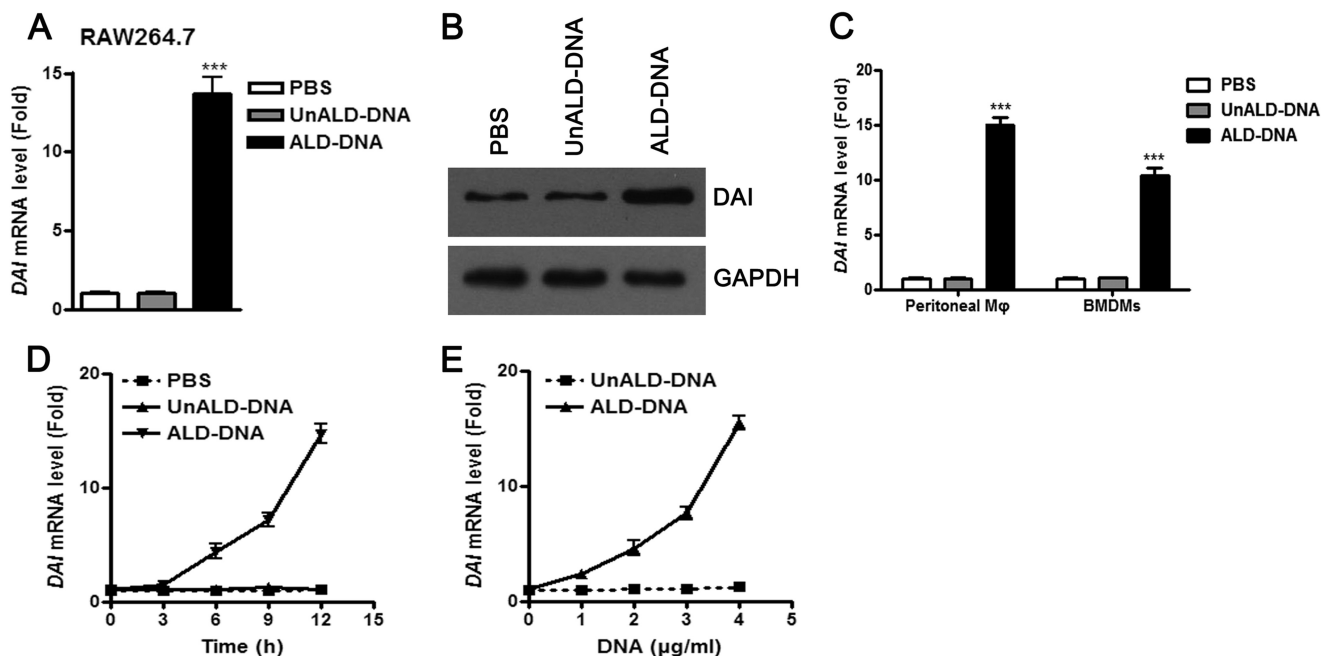 A
RAW264.7
DAI mRNA level (Fold)
15
10
5
0
***
PBS
UnALD-DNA
ALD-DNA
B
PBS
UnALD-DNA
ALD-DNA
DAI
GAPDH
C
DAI mRNA level (Fold)
20
15
10
5
0
***
***
Peritoneal Mφ
BMDMs
PBS
UnALD-DNA
ALD-DNA
D
DAI mRNA level (Fold)
20
10
0
PBS
UnALD-DNA
ALD-DNA
0 3 6 9 12 15
Time (h)
E
DAI mRNA level (Fold)
20
10
0
UnALD-DNA
ALD-DNA
0 1 2 3 4 5
DNA (µg/ml)